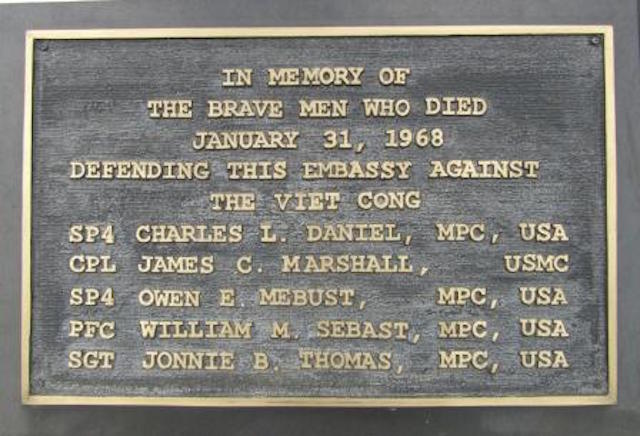 IN MEMORY OF
THE BRAVE MEN WHO DIED
JANUARY 31, 1968
DEFENDING THIS EMBASSY AGAINST
THE VIET CONG
SP4 CHARLES L. DANIEL, MPC, USA
CPL JAMES C. MARSHALL, USMC
SP4 OWEN E. MEBUST, MPC, USA
PFC WILLIAM M. SEBAST, MPC, USA
SGT JONNIE B. THOMAS, MPC, USA